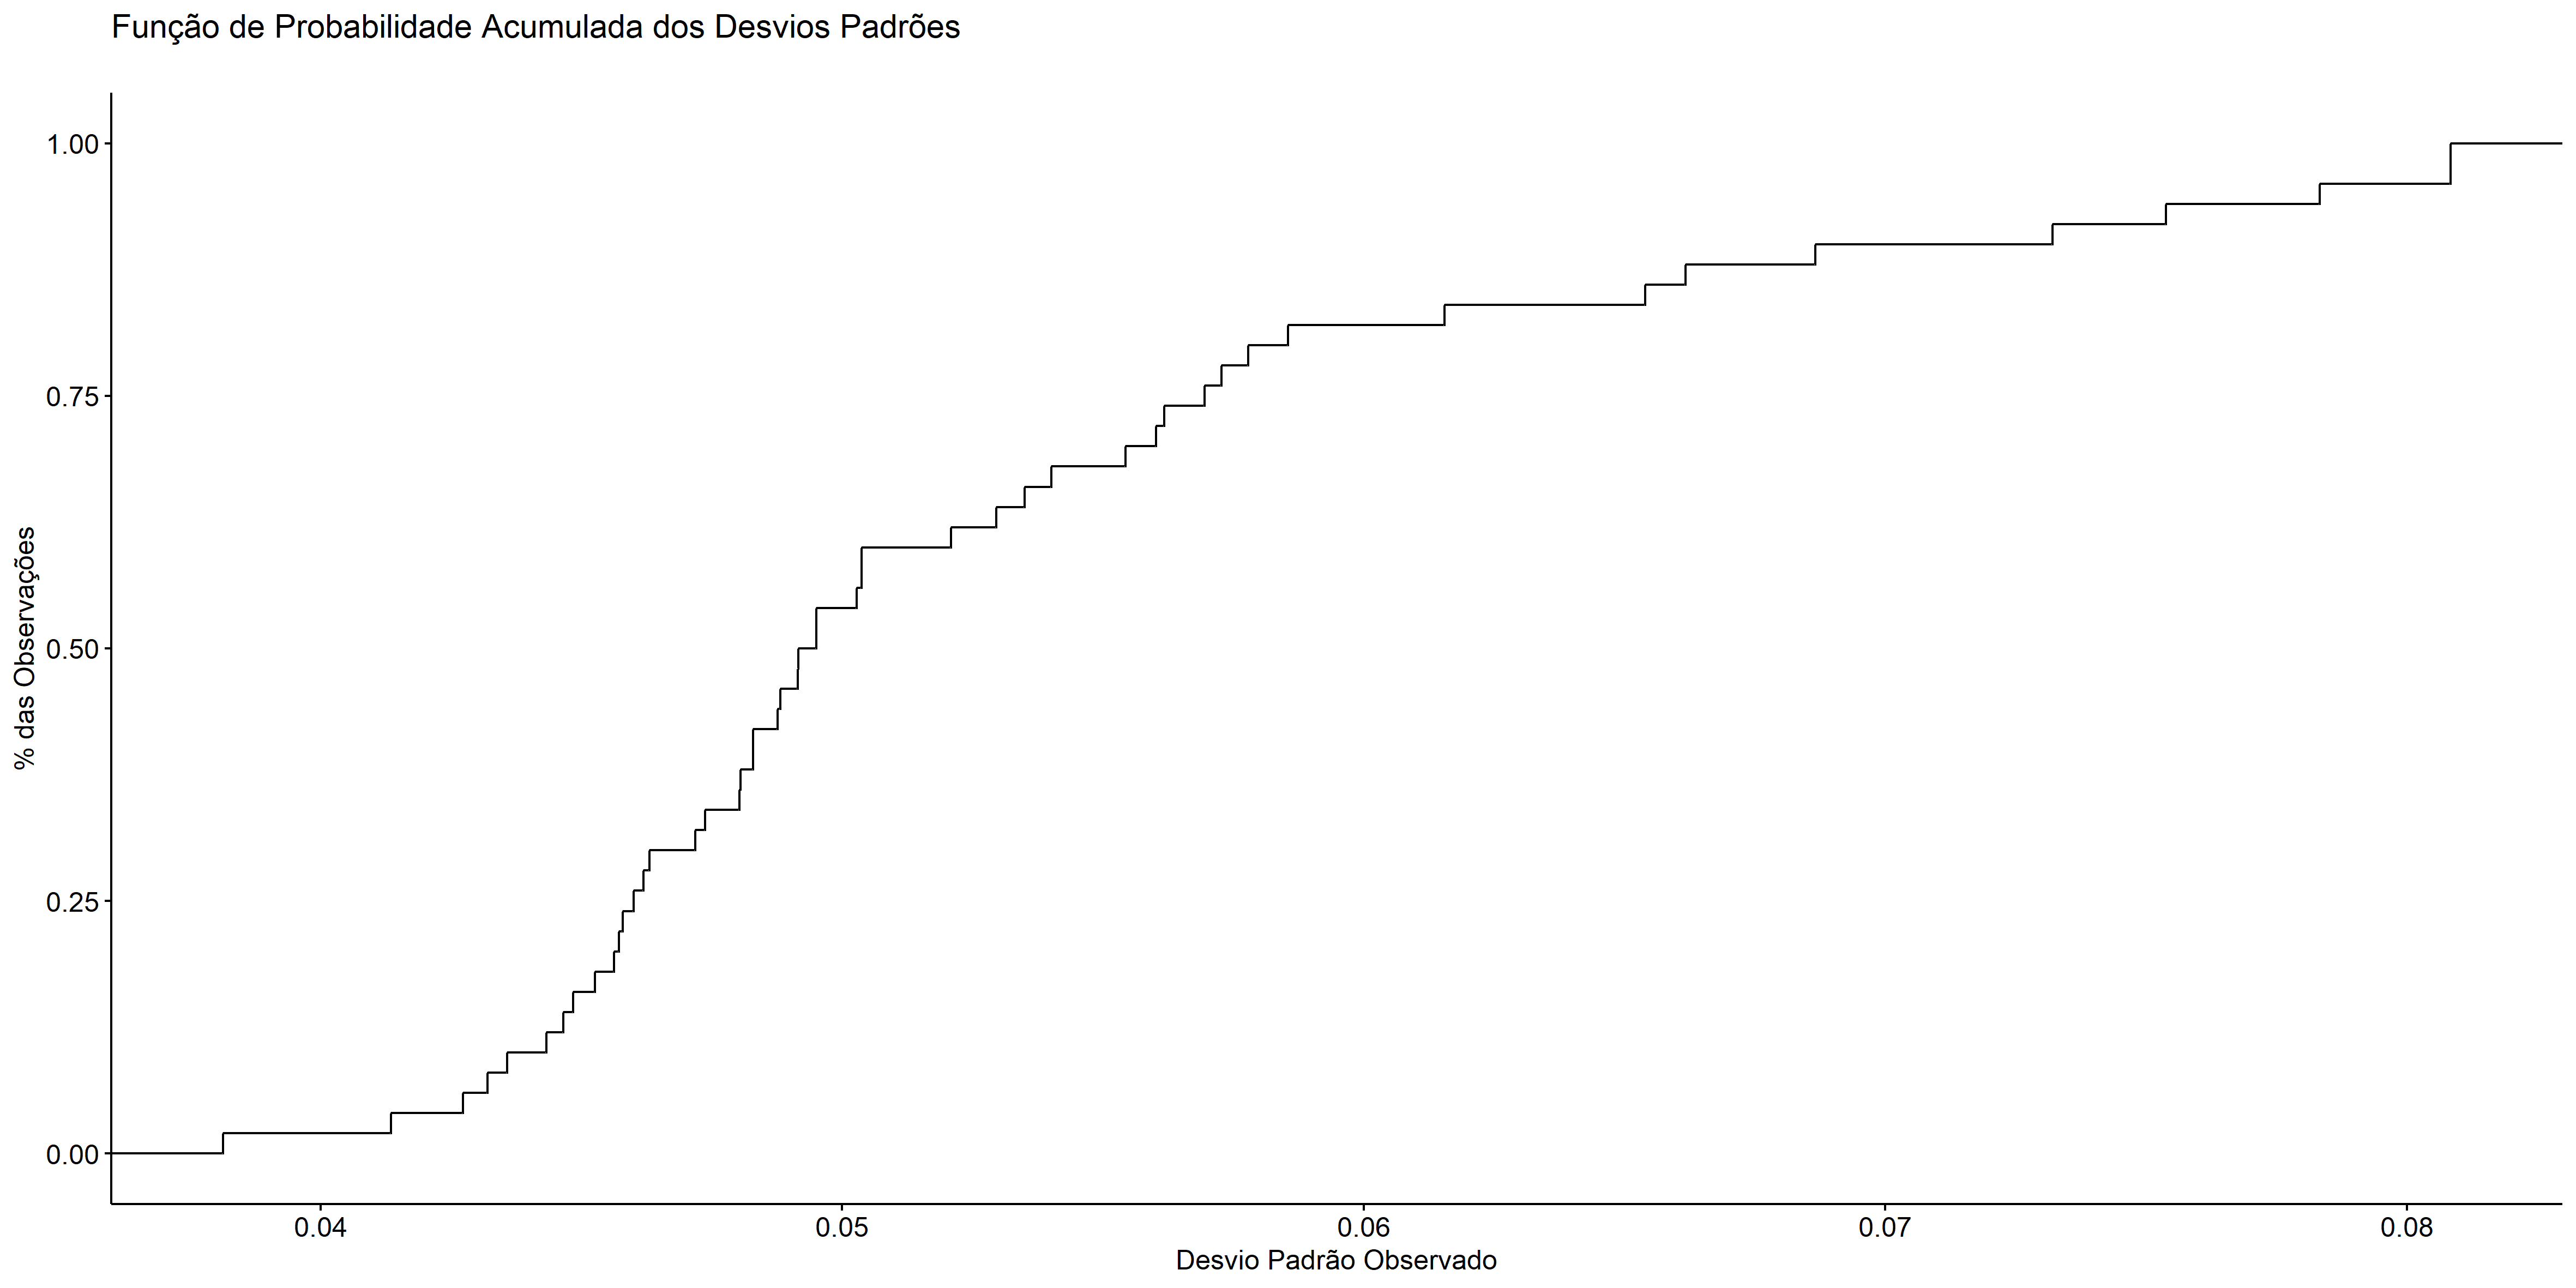 Função de Probabilidade Acumulada dos Desvios Padrões
1.00
0.75
0.50
0.25
0.00
% das Observações
0.04 0.05 0.06 0.07 0.08
Desvio Padrão Observado